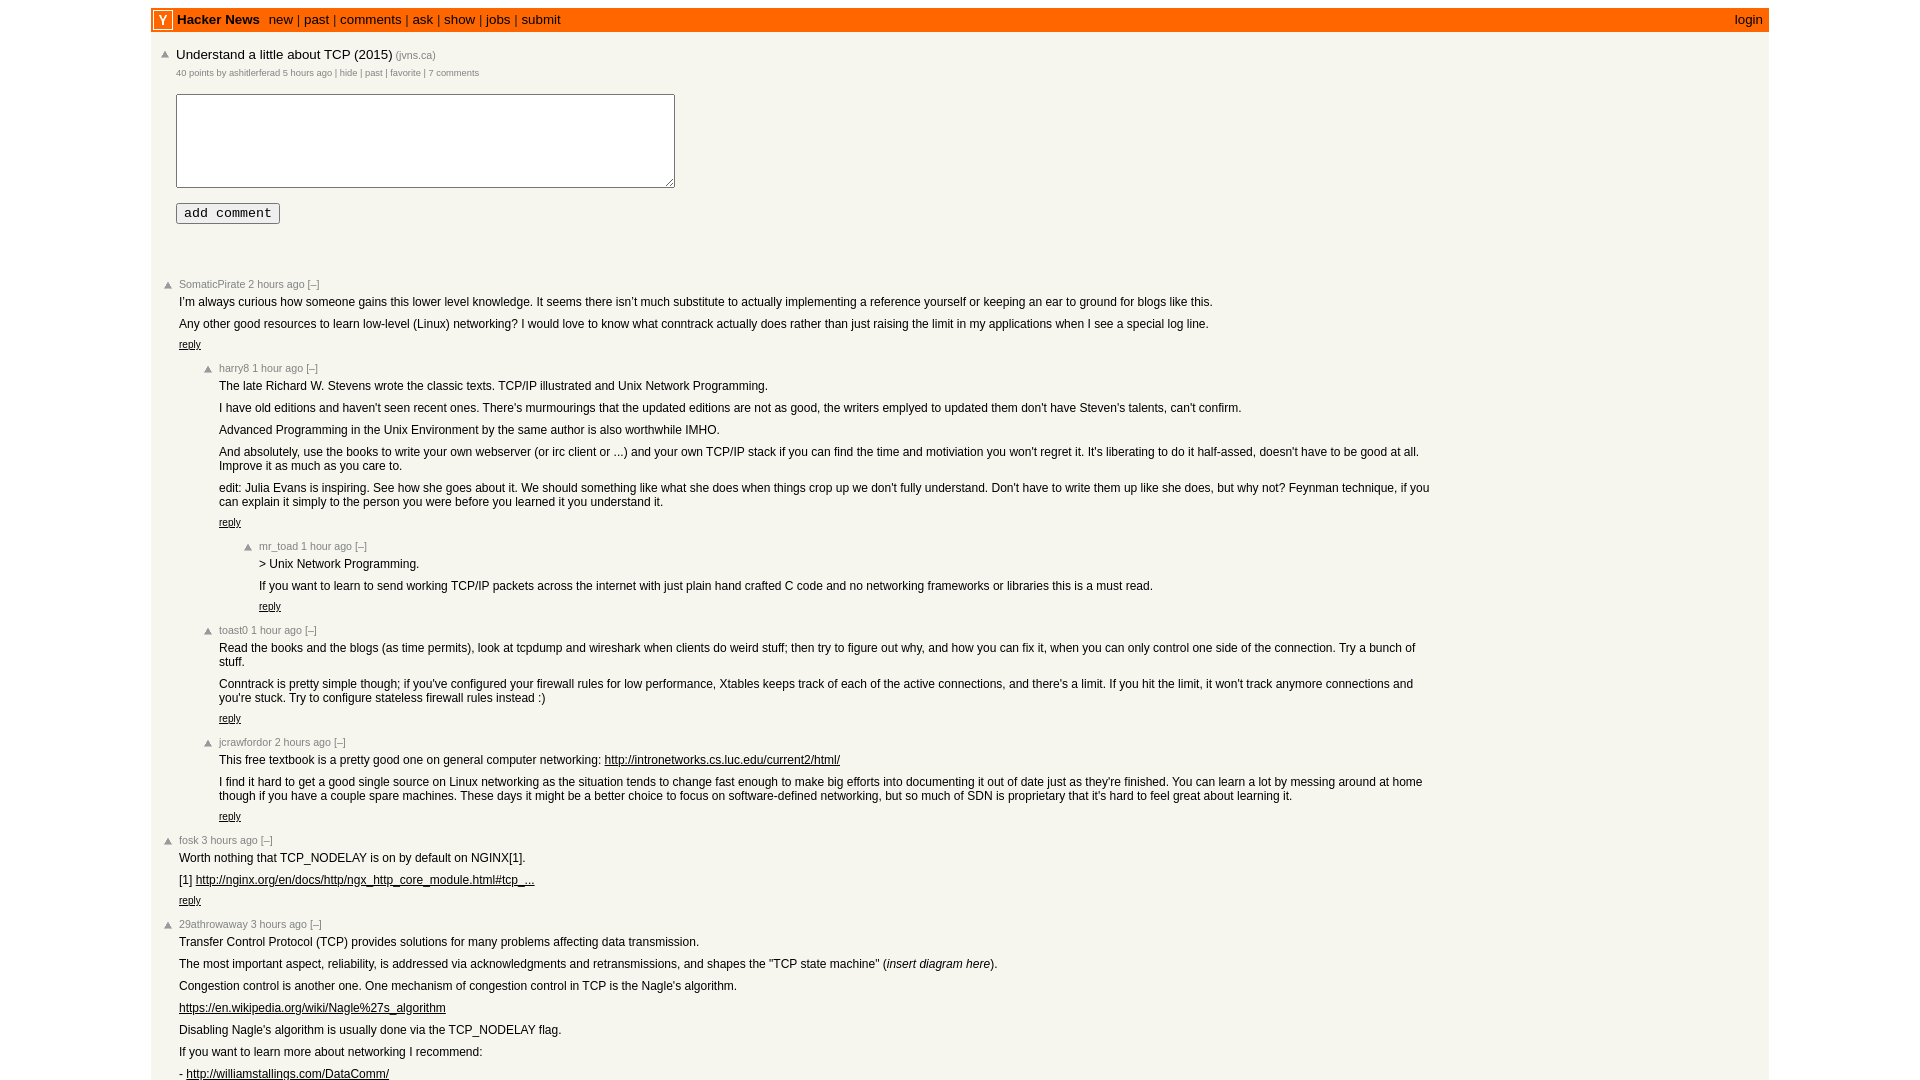 Y Hacker News new | past | comments | ask | show | jobs | submit login
Understand a little about TCP (2015) (jvns.ca)
40 points by ashitlerferad 5 hours ago | hide | past | favorite | 7 comments
add comment
SomaticPirate 2 hours ago [–]
I’m always curious how someone gains this lower level knowledge. It seems there isn’t much substitute to actually implementing a reference yourself or keeping an ear to ground for blogs like this.
Any other good resources to learn low-level (Linux) networking? I would love to know what conntrack actually does rather than just raising the limit in my applications when I see a special log line.
reply
harry8 1 hour ago [–]
The late Richard W. Stevens wrote the classic texts. TCP/IP illustrated and Unix Network Programming.
I have old editions and haven't seen recent ones. There's murmourings that the updated editions are not as good, the writers emplyed to updated them don't have Steven's talents, can't confirm.
Advanced Programming in the Unix Environment by the same author is also worthwhile IMHO.
And absolutely, use the books to write your own webserver (or irc client or ...) and your own TCP/IP stack if you can find the time and motiviation you won't regret it. It's liberating to do it half-assed, doesn't have to be good at all.
Improve it as much as you care to.
edit: Julia Evans is inspiring. See how she goes about it. We should something like what she does when things crop up we don't fully understand. Don't have to write them up like she does, but why not? Feynman technique, if you
can explain it simply to the person you were before you learned it you understand it.
reply
mr_toad 1 hour ago [–]
> Unix Network Programming.
If you want to learn to send working TCP/IP packets across the internet with just plain hand crafted C code and no networking frameworks or libraries this is a must read.
reply
toast0 1 hour ago [–]
Read the books and the blogs (as time permits), look at tcpdump and wireshark when clients do weird stuff; then try to figure out why, and how you can fix it, when you can only control one side of the connection. Try a bunch of
stuff.
Conntrack is pretty simple though; if you've configured your firewall rules for low performance, Xtables keeps track of each of the active connections, and there's a limit. If you hit the limit, it won't track anymore connections and
you're stuck. Try to configure stateless firewall rules instead :)
reply
jcrawfordor 2 hours ago [–]
This free textbook is a pretty good one on general computer networking: http://intronetworks.cs.luc.edu/current2/html/
I find it hard to get a good single source on Linux networking as the situation tends to change fast enough to make big efforts into documenting it out of date just as they're finished. You can learn a lot by messing around at home
though if you have a couple spare machines. These days it might be a better choice to focus on software-defined networking, but so much of SDN is proprietary that it's hard to feel great about learning it.
reply
fosk 3 hours ago [–]
Worth nothing that TCP_NODELAY is on by default on NGINX[1].
[1] http://nginx.org/en/docs/http/ngx_http_core_module.html#tcp_...
reply
29athrowaway 3 hours ago [–]
Transfer Control Protocol (TCP) provides solutions for many problems affecting data transmission.
The most important aspect, reliability, is addressed via acknowledgments and retransmissions, and shapes the "TCP state machine" (insert diagram here).
Congestion control is another one. One mechanism of congestion control in TCP is the Nagle's algorithm.
https://en.wikipedia.org/wiki/Nagle%27s_algorithm
Disabling Nagle's algorithm is usually done via the TCP_NODELAY flag.
If you want to learn more about networking I recommend:
- http://williamstallings.com/DataComm/